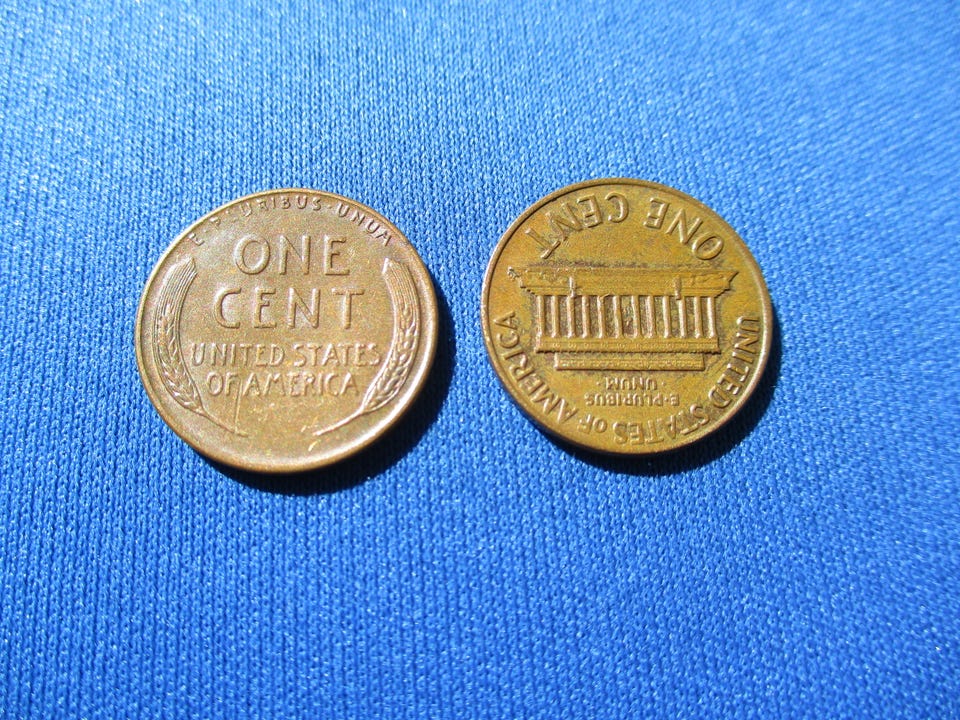 E·PLURIBUS·UNUM
ONE
CENT
UNITED STATES
OF AMERICA
UNITED STATES OF AMERICA
·E·PLURIBUS·
UNUM·
ONE CENT